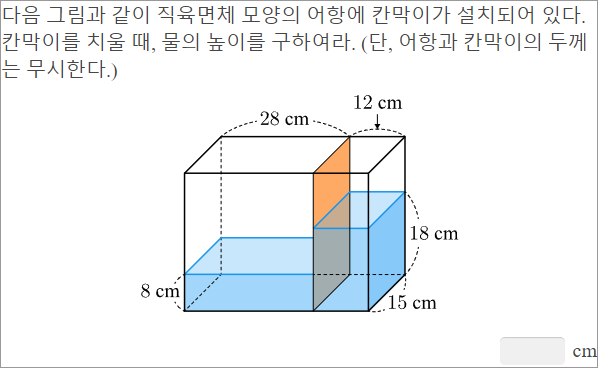 다음 그림과 같이 직육면체 모양의 어항에 칸막이가 설치되어 있다.
칸막이를 치울 때, 물의 높이를 구하여라. (단, 어항과 칸막이의 두께
는 무시한다.)
12 cm
28 cm
18 cm
8 cm
15 cm
cm